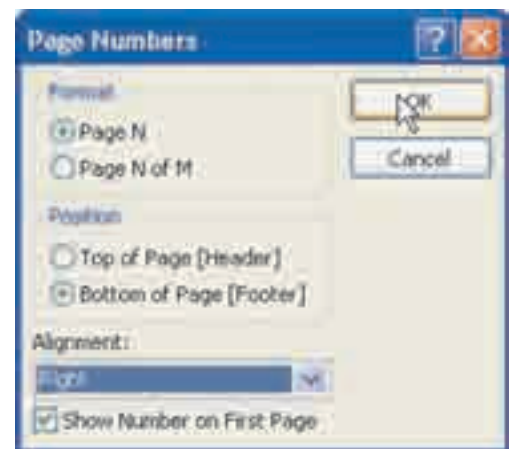 Page Numbers
Format
OK
Page N
Page N of M
Cancel
Position
Top of Page [Header]
Bottom of Page [Footer]
Alignment:
Right
Show Number on First Page